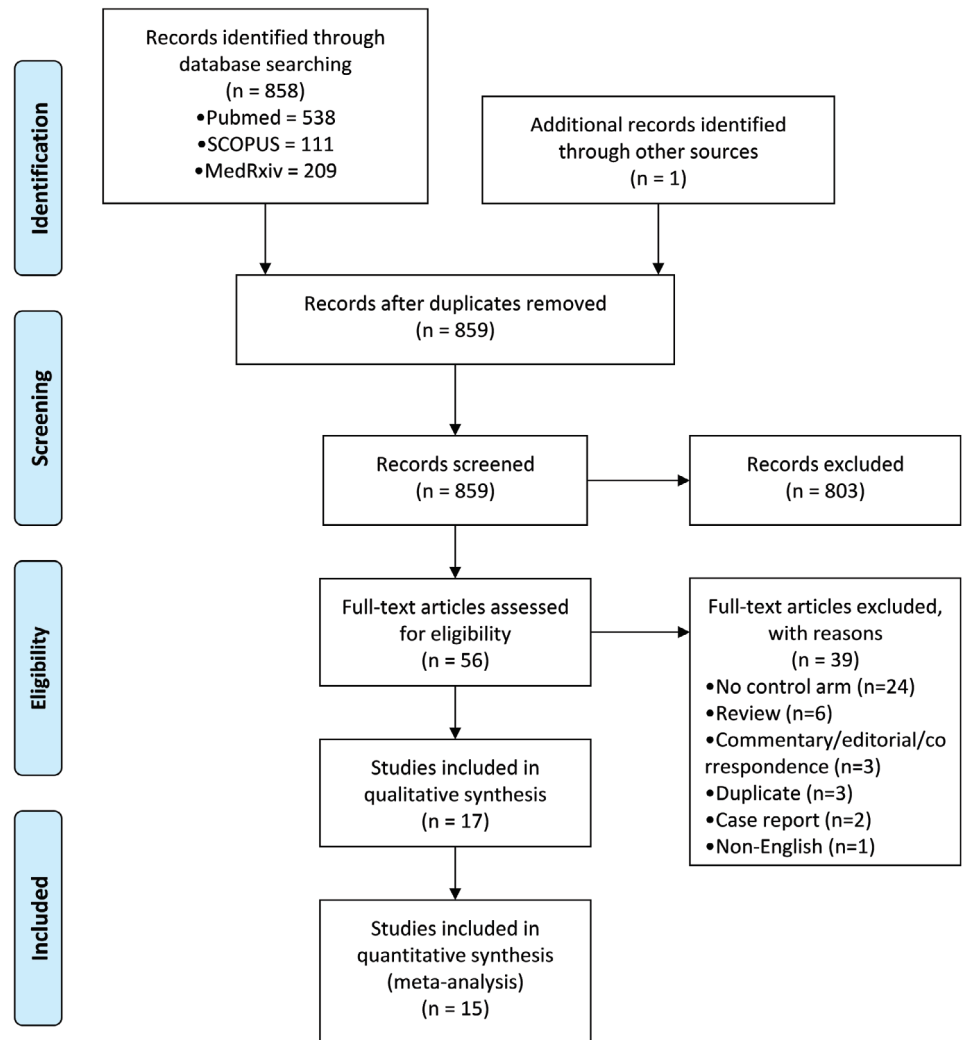 Identification
Records identified through
database searching
(n = 858)
•Pubmed = 538
•SCOPUS = 111
•MedRxiv = 209
Additional records identified
through other sources
(n = 1)
Records after duplicates removed
(n = 859)
Screening
Records screened
(n = 859)
Records excluded
(n = 803)
Eligibility
Full-text articles assessed
for eligibility
(n = 56)
Full-text articles excluded,
with reasons
(n = 39)
•No control arm (n=24)
•Review (n=6)
•Commentary/editorial/co
rrespondence (n=3)
•Duplicate (n=3)
•Case report (n=2)
•Non-English (n=1)
Studies included in
qualitative synthesis
(n = 17)
Included
Studies included in
quantitative synthesis
(meta-analysis)
(n = 15)